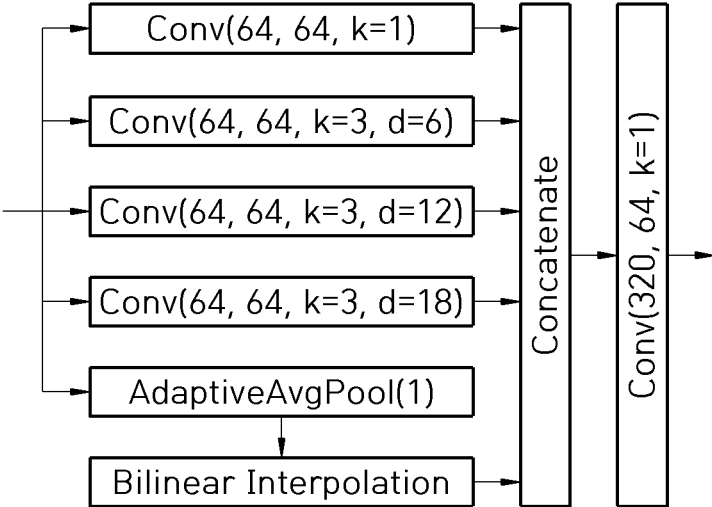 Conv(64, 64, k=1)
Conv(64, 64, k=3, d=6)
Conv(64, 64, k=3, d=12)
Conv(64, 64, k=3, d=18)
AdaptiveAvgPool(1)
Bilinear Interpolation
Concatenate
Conv(320, 64, k=1)